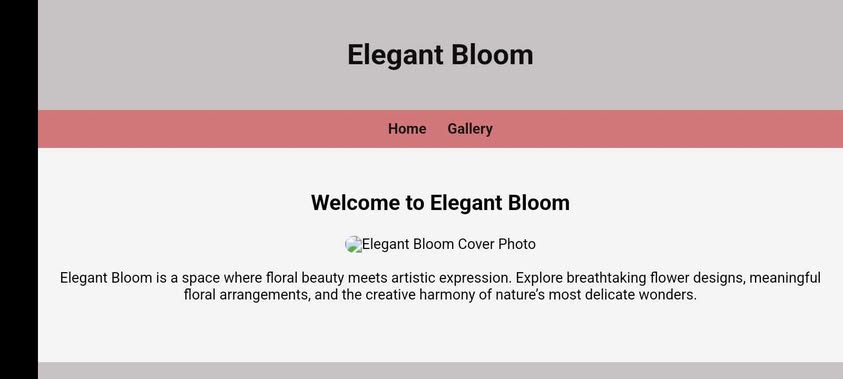 Elegant Bloom
Home Gallery
Welcome to Elegant Bloom
Elegant Bloom Cover Photo
Elegant Bloom is a space where floral beauty meets artistic expression. Explore breathtaking flower designs, meaningful
floral arrangements, and the creative harmony of nature’s most delicate wonders.